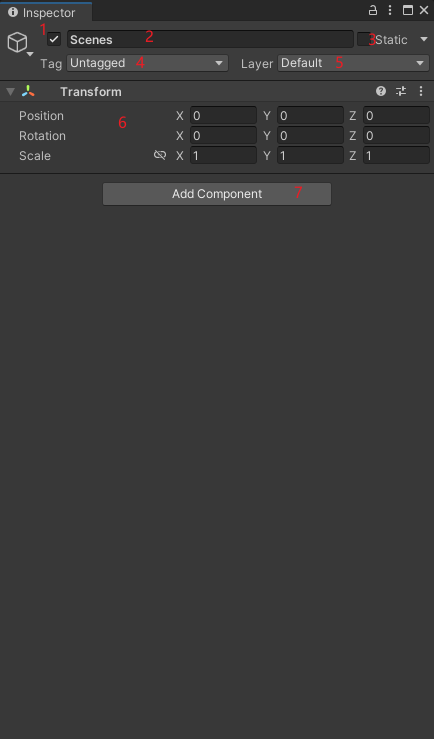 Inspector
1 Scenes 2 3 Static
Tag Untagged 4 Layer Default 5
Transform
Position X 0 Y 0 Z 0
6
Rotation X 0 Y 0 Z 0
Scale X 1 Y 1 Z 1
Add Component 7